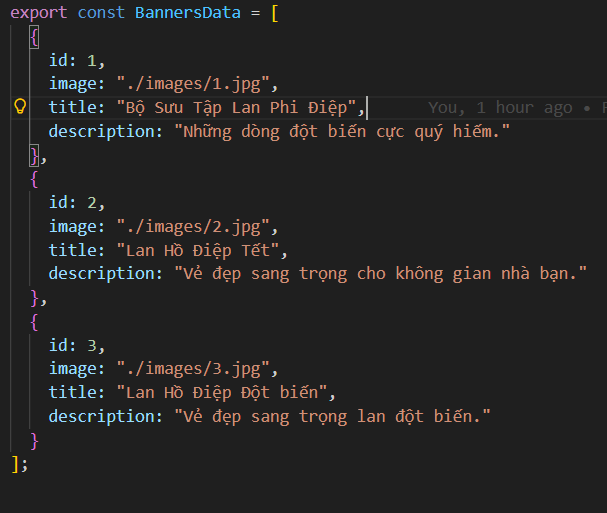 export const BannersData = [
{
id: 1,
image: "./images/1.jpg",
title: "Bộ Sưu Tập Lan Phi Điệp", You, 1 hour ago •
description: "Những dòng đột biến cực quý hiếm."
},
{
id: 2,
image: "./images/2.jpg",
title: "Lan Hồ Điệp Tết",
description: "Vẻ đẹp sang trọng cho không gian nhà bạn."
},
{
id: 3,
image: "./images/3.jpg",
title: "Lan Hồ Điệp Đột biến",
description: "Vẻ đẹp sang trọng lan đột biến."
}
];